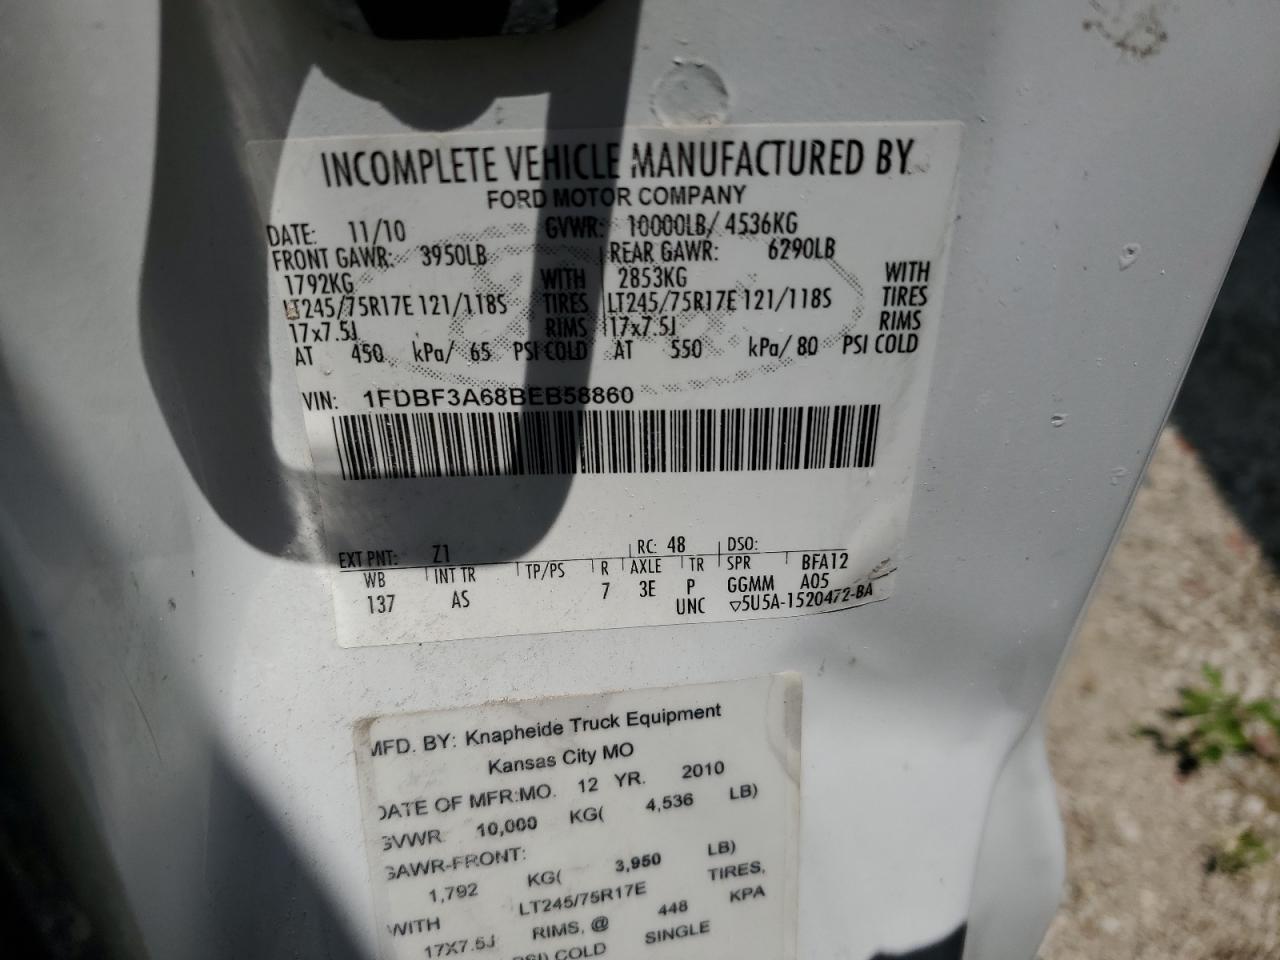 INCOMPLETE VEHICLE MANUFACTURED BY
FORD MOTOR COMPANY
DATE: 11/10 GVWR: 10000LB/ 4536KG
FRONT GAWR: 3950LB REAR GAWR: 6290LB
1792KG WITH 2853KG WITH
LT245/75R17E 121/118S TIRES LT245/75R17E 121/118S TIRES
17x7.5J RIMS 17x7.5J RIMS
AT 450 kPa/ 65 PSI COLD AT 550 kPa/ 80 PSI COLD
VIN: 1FDBF3A68BEB58860
EXT PNT: Z1 RC: 48 DSO:
WB INT TR TP/PS R AXLE TR SPR BFA12
137 AS 7 3E P GGMM A05
UNC ▽5U5A-1520472-BA
MFD. BY: Knapheide Truck Equipment
Kansas City MO
DATE OF MFR:MO. 12 YR. 2010
GVWR 10,000 KG( 4,536 LB)
GAWR-FRONT:
1,792 KG( 3,950 LB)
WITH LT245/75R17E TIRES,
17X7.5J RIMS, @ 448 KPA
PSI) COLD SINGLE